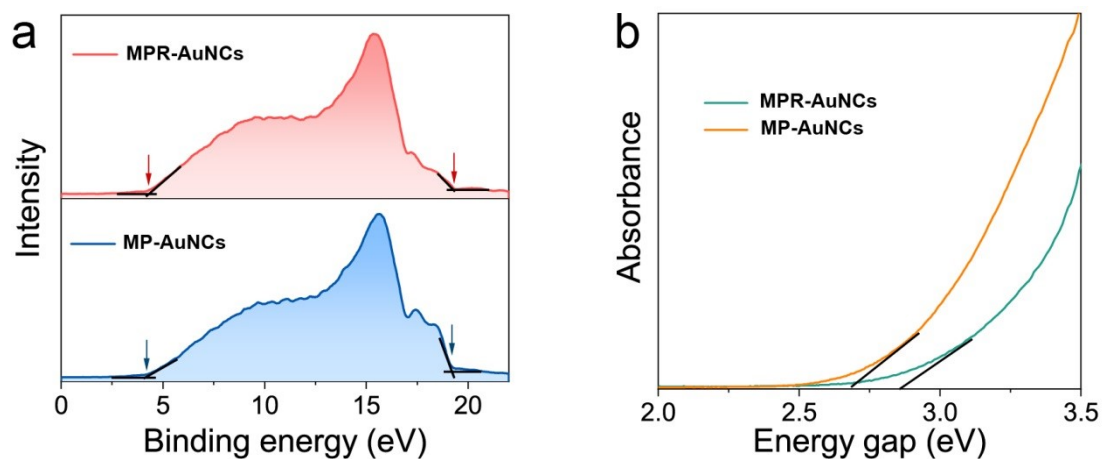 a
MPR-AuNCs
MP-AuNCs
Intensity
0 5 10 15 20
Binding energy (eV)
b
MPR-AuNCs
MP-AuNCs
Absorbance
2.0 2.5 3.0 3.5
Energy gap (eV)